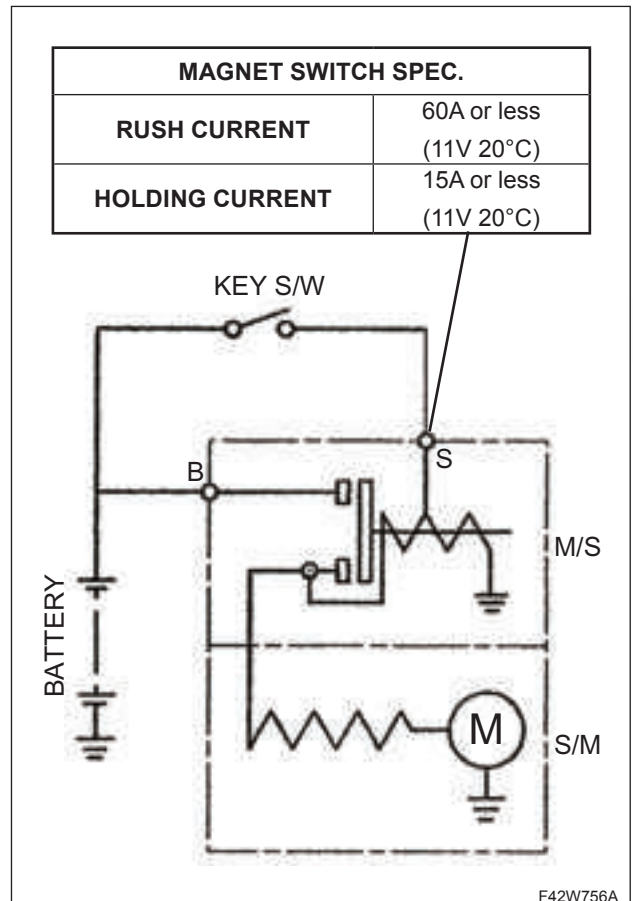 MAGNET SWITCH SPEC.
RUSH CURRENT
60A or less
(11V 20°C)
HOLDING CURRENT
15A or less
(11V 20°C)
KEY S/W
S
B
M/S
BATTERY
M
S/M
F42W756A